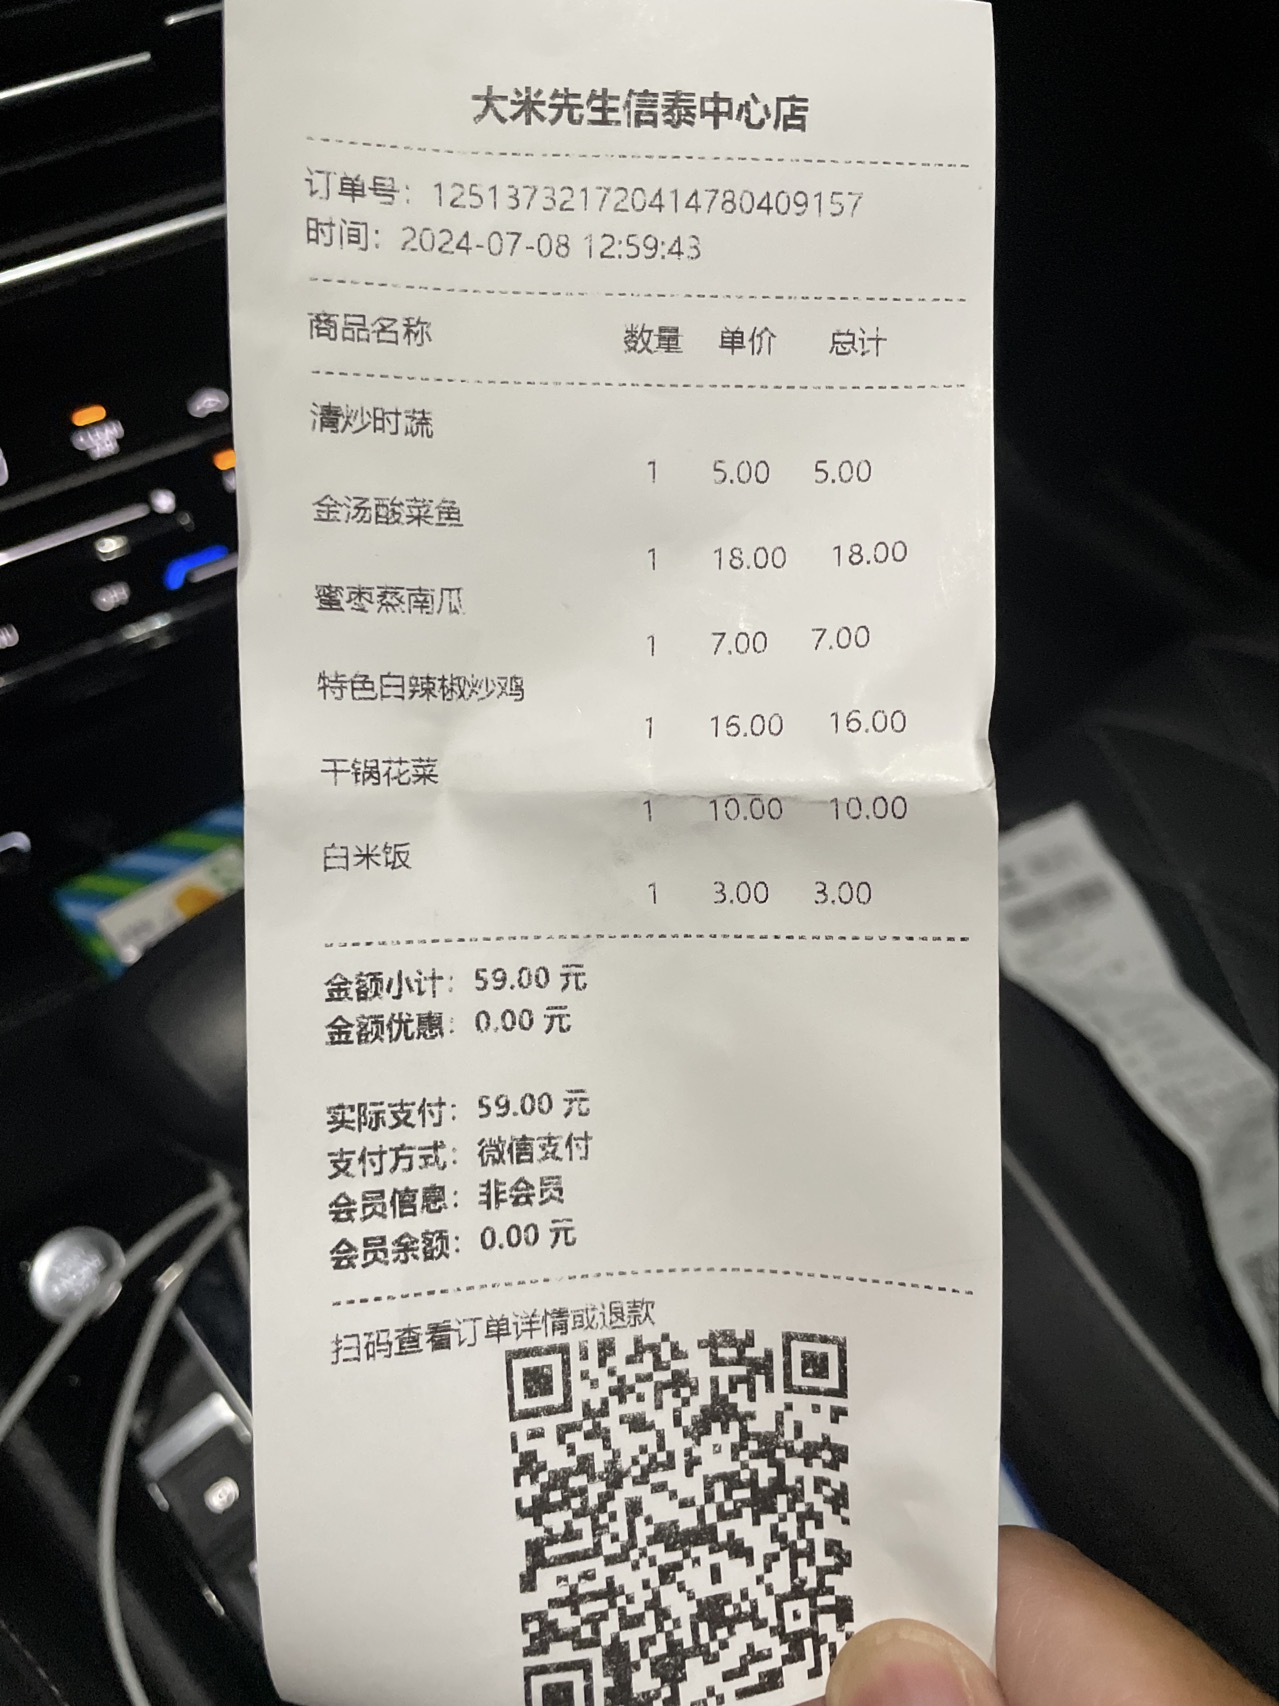 大米先生信泰中心店
订单号：1251373217204147804091​57
时间：2024-07-08 12:59:43
商品名称 数量 单价 总计
清炒时蔬
1 5.00 5.00
金汤酸菜鱼
1 18.00 18.00
蜜枣蒸南瓜
1 7.00 7.00
特色白辣椒炒鸡
1 16.00 16.00
干锅花菜
1 10.00 10.00
白米饭
1 3.00 3.00
金额小计：59.00 元
金额优惠：0.00 元
实际支付：59.00 元
支付方式：微信支付
会员信息：非会员
会员余额：0.00 元
扫码查看订单详情或退款